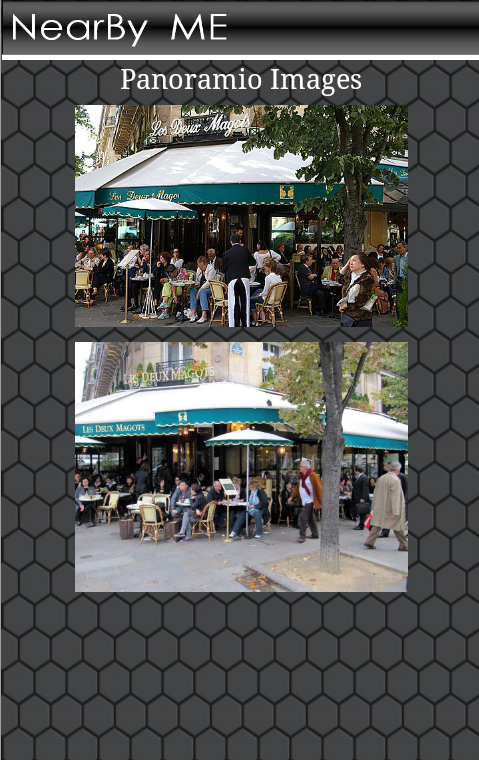 NearBy ME
Panoramio Images
Les Deux Magots
Les Deux Magots
LES DEUX MAGOTS
LES DEUX MAGOTS